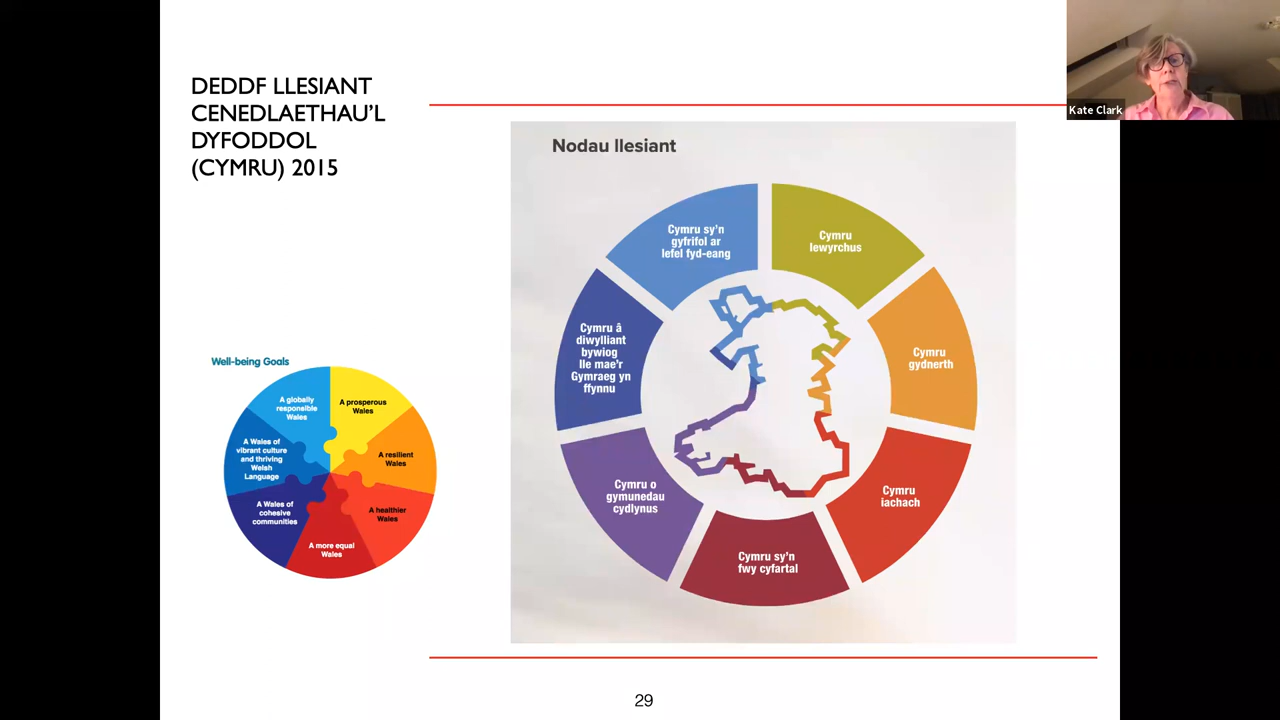 DEDDF LLESIANT
CENEDLAETHAU'L
DYFODDOL
(CYMRU) 2015
Kate Clark
Nodau llesiant
Cymru sy'n
gyfrifol ar
lefel fyd-eang
Cymru
lewyrchus
Cymru
gydnerth
Cymru
iachach
Cymru sy'n
fwy cyfartal
Cymru o
gymunedau
cydlynus
Cymru â
diwylliant
bywiog
lle mae'r
Gymraeg yn
ffynnu
Well-being Goals
A globally
responsible
Wales
A prosperous
Wales
A resilient
Wales
A healthier
Wales
A more equal
Wales
A Wales of
cohesive
communities
A Wales of
vibrant culture
and thriving
Welsh
Language
29